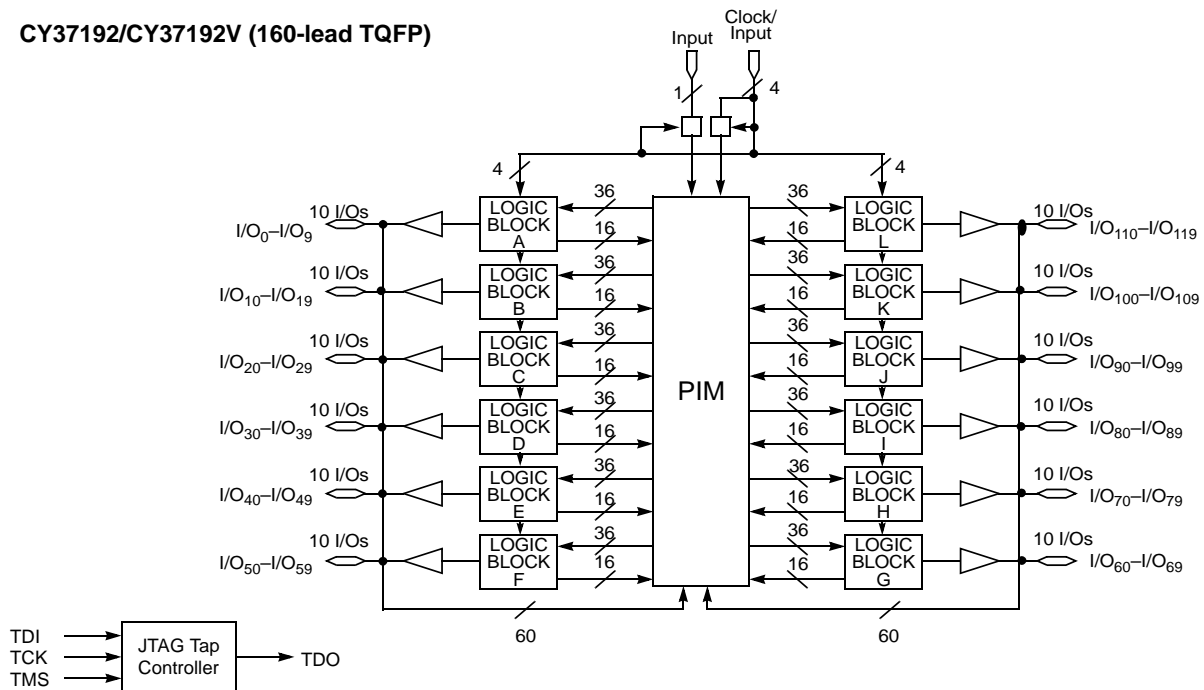 CY37192/CY37192V (160-lead TQFP)
Input
Clock/
Input
1
4
4
4
10 I/Os
I/O0–I/O9
LOGIC
BLOCK
A
36
16
36
16
LOGIC
BLOCK
L
10 I/Os
I/O110–I/O119
10 I/Os
I/O10–I/O19
LOGIC
BLOCK
B
36
16
36
16
LOGIC
BLOCK
K
10 I/Os
I/O100–I/O109
10 I/Os
I/O20–I/O29
LOGIC
BLOCK
C
36
16
PIM
36
16
LOGIC
BLOCK
J
10 I/Os
I/O90–I/O99
10 I/Os
I/O30–I/O39
LOGIC
BLOCK
D
36
16
36
16
LOGIC
BLOCK
I
10 I/Os
I/O80–I/O89
10 I/Os
I/O40–I/O49
LOGIC
BLOCK
E
36
16
36
16
LOGIC
BLOCK
H
10 I/Os
I/O70–I/O79
10 I/Os
I/O50–I/O59
LOGIC
BLOCK
F
36
16
36
16
LOGIC
BLOCK
G
10 I/Os
I/O60–I/O69
60
60
TDI
TCK
TMS
JTAG Tap
Controller
TDO